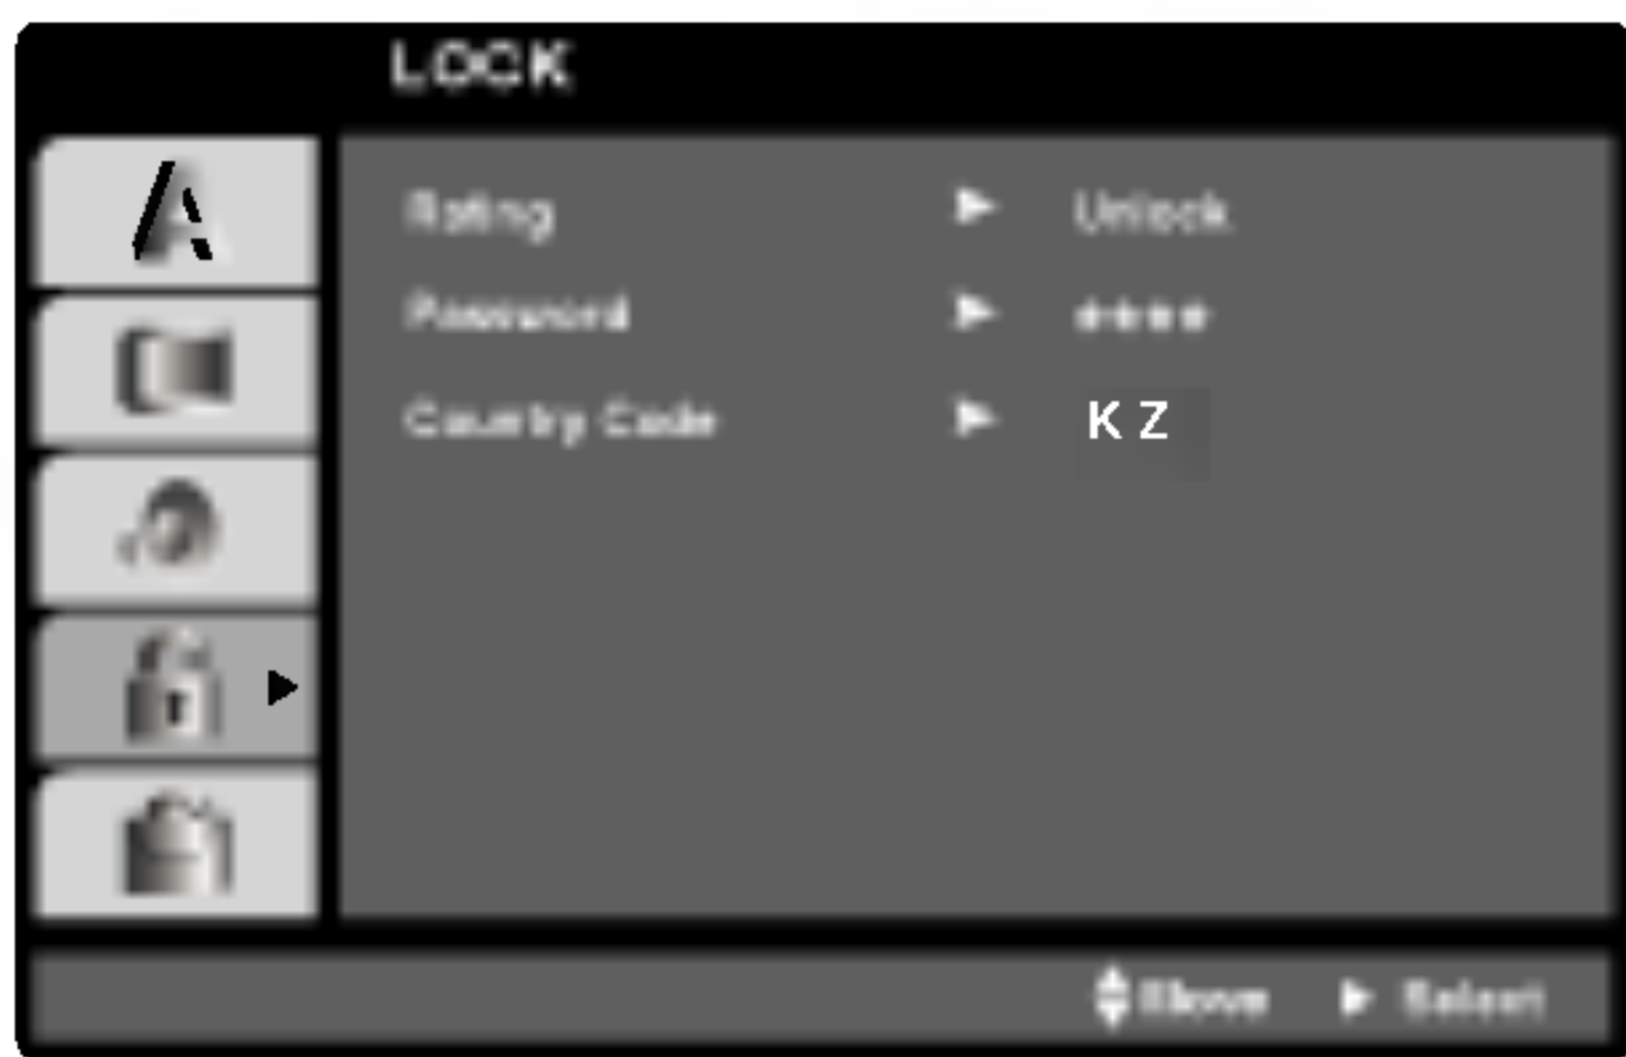 LOCK
Rating ▶ Unlock
Password ▶ ****
Country Code ▶ K Z
Move ▶ Select